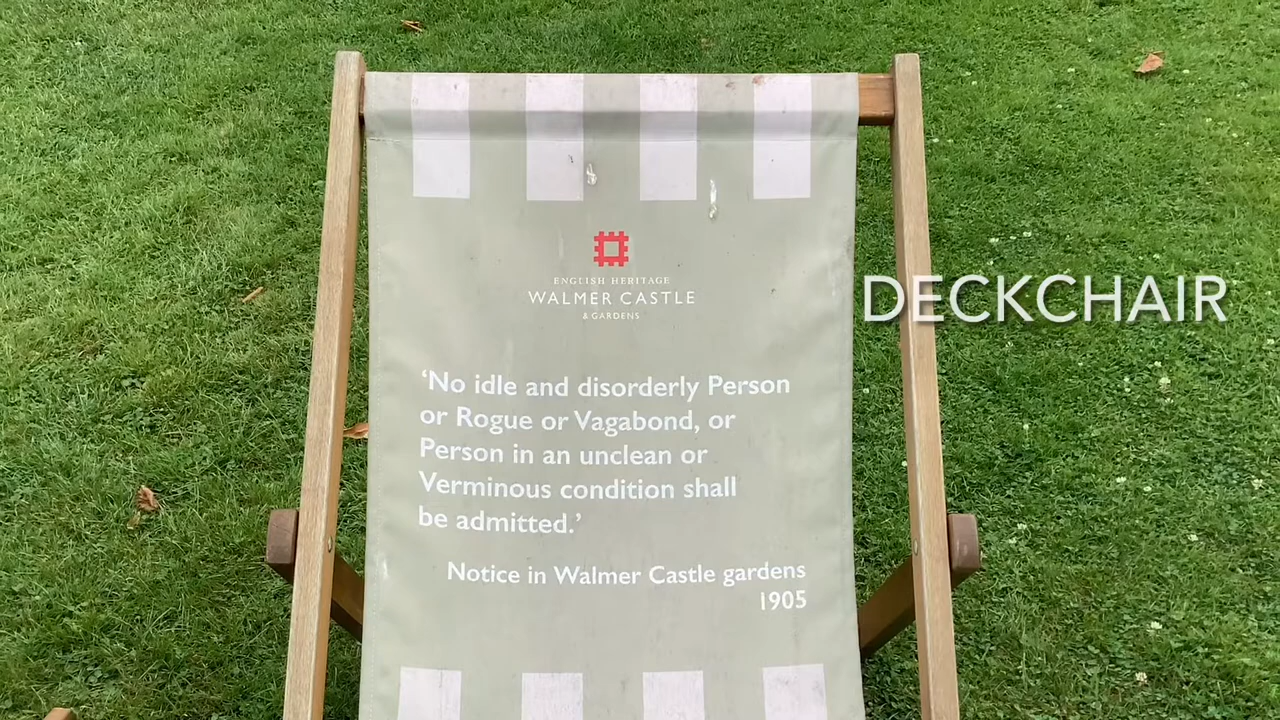 ENGLISH HERITAGE
WALMER CASTLE
& GARDENS
DECKCHAIR
‘No idle and disorderly Person
or Rogue or Vagabond, or
Person in an unclean or
Verminous condition shall
be admitted.’
Notice in Walmer Castle gardens
1905